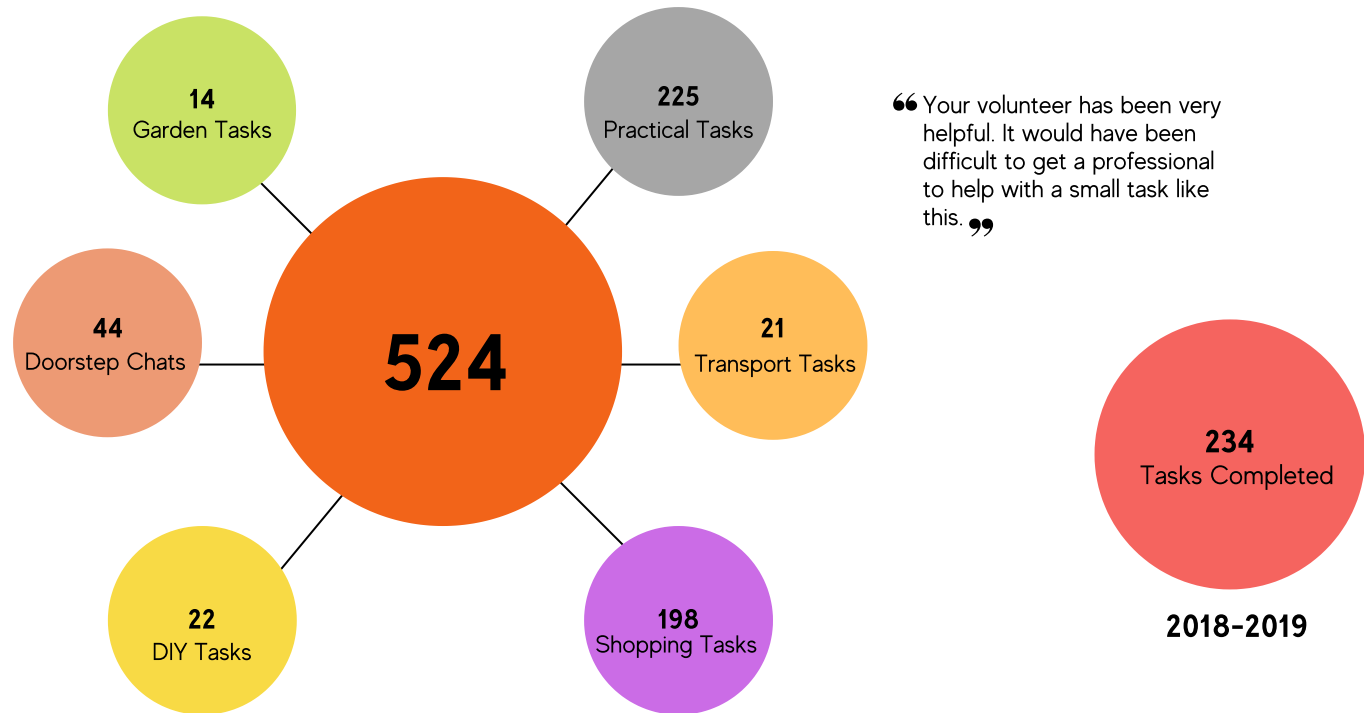 14
Garden Tasks
225
Practical Tasks
❝ Your volunteer has been very
helpful. It would have been
difficult to get a professional
to help with a small task like
this. ❞
44
Doorstep Chats
524
21
Transport Tasks
234
Tasks Completed
22
DIY Tasks
198
Shopping Tasks
2018-2019